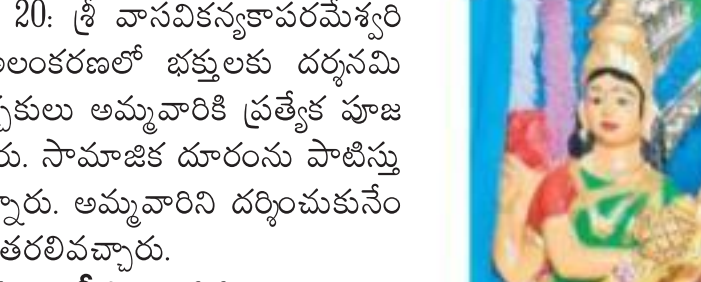 20: శ్రీ వాసవికన్యకాపరమేశ్వరి
అలంకరణలో భక్తులకు దర్శనమి
ర్చకులు అమ్మవారికి ప్రత్యేక పూజ
రు. సామాజిక దూరంను పాటిస్తు
న్నారు. అమ్మవారిని దర్శించుకునేం
తరలివచ్చారు.